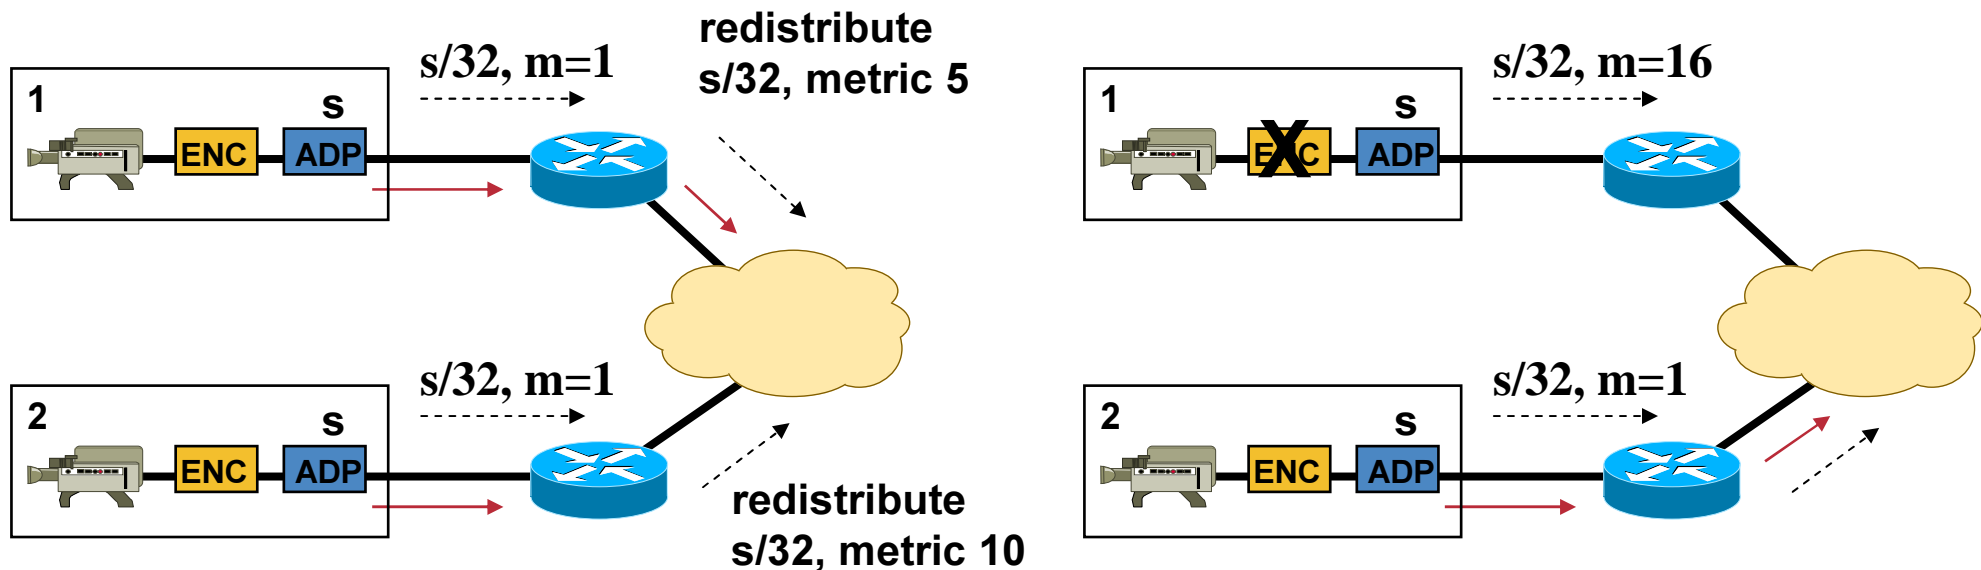 redistribute
s/32, metric 5
s/32, m=1
1
s
ENC
ADP
s/32, m=1
2
s
ENC
ADP
redistribute
s/32, metric 10
s/32, m=16
1
s
ENC
X
ADP
s/32, m=1
2
s
ENC
ADP